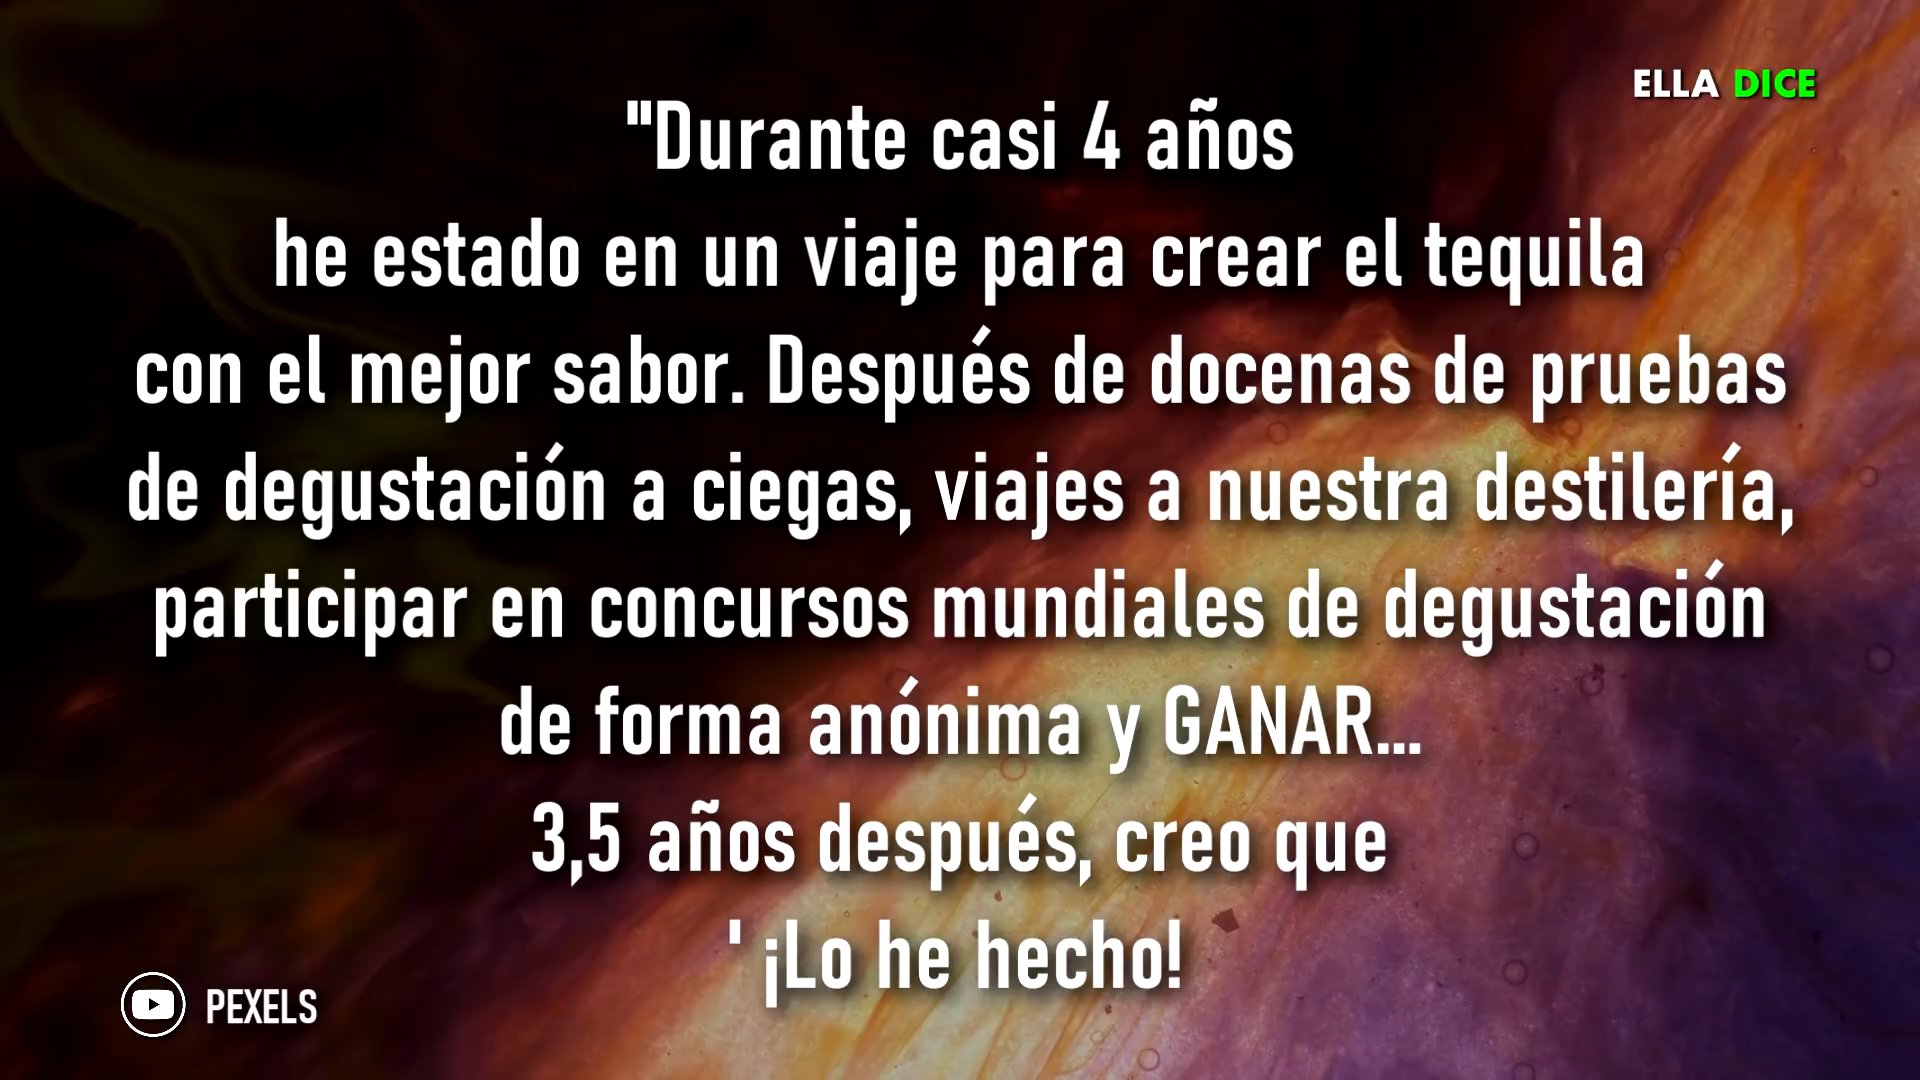 ELLA DICE
"Durante casi 4 años
he estado en un viaje para crear el tequila
con el mejor sabor. Después de docenas de pruebas
de degustación a ciegas, viajes a nuestra destilería,
participar en concursos mundiales de degustación
de forma anónima y GANAR...
3,5 años después, creo que
' ¡Lo he hecho!
PEXELS